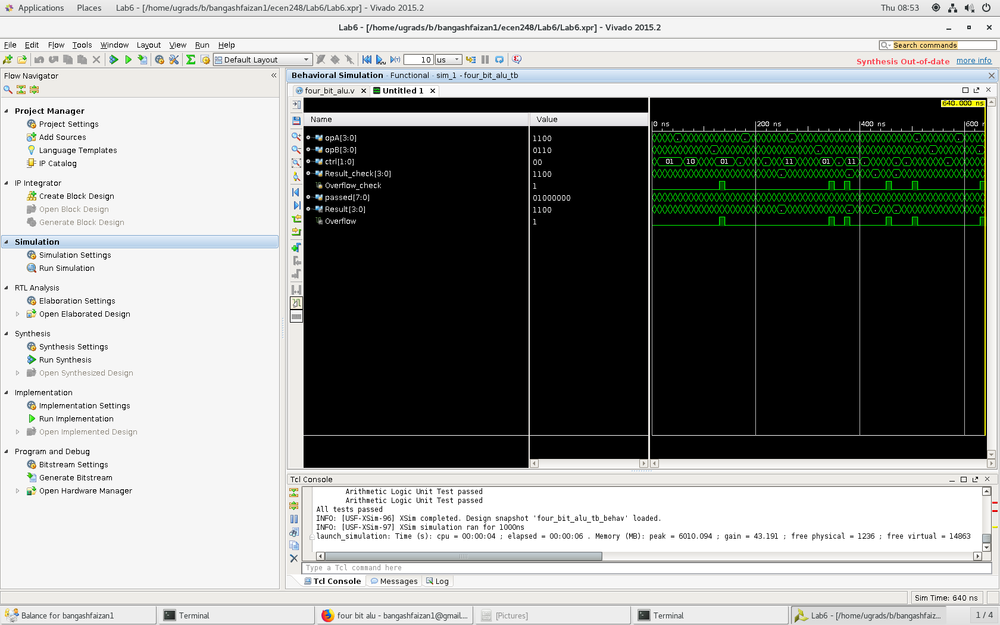 Applications Places Lab6 - [/home/ugrads/b/bangashfaizan1/ecen248/Lab6/Lab6.xpr] - Vivado 2015.2 Thu 08:53
Lab6 - [/home/ugrads/b/bangashfaizan1/ecen248/Lab6/Lab6.xpr] - Vivado 2015.2
File Edit Flow Tools Window Layout View Run Help Search commands
Default Layout 10 us Synthesis Out-of-date more info
Flow Navigator
Project Manager
Project Settings
Add Sources
Language Templates
IP Catalog
IP Integrator
Create Block Design
Open Block Design
Generate Block Design
Simulation
Simulation Settings
Run Simulation
RTL Analysis
Elaboration Settings
Open Elaborated Design
Synthesis
Synthesis Settings
Run Synthesis
Open Synthesized Design
Implementation
Implementation Settings
Run Implementation
Open Implemented Design
Program and Debug
Bitstream Settings
Generate Bitstream
Open Hardware Manager
Behavioral Simulation - Functional - sim_1 - four_bit_alu_tb
four_bit_alu.v Untitled 1
640.000 ns
Name Value 0 ns 200 ns 400 ns 600 n
opA[3:0] 1100
opB[3:0] 0110
ctrl[1:0] 00 01 10 01 . . 11 01 . 11 . . . .
Result_check[3:0] 1100
Overflow_check 1
passed[7:0] 01000000
Result[3:0] 1100
Overflow 1
Tcl Console
Arithmetic Logic Unit Test passed
Arithmetic Logic Unit Test passed
All tests passed
INFO: [USF-XSim-96] XSim completed. Design snapshot 'four_bit_alu_tb_behav' loaded.
INFO: [USF-XSim-97] XSim simulation ran for 1000ns
launch_simulation: Time (s): cpu = 00:00:04 ; elapsed = 00:00:06 . Memory (MB): peak = 6010.094 ; gain = 43.191 ; free physical = 1236 ; free virtual = 14863
Type a Tcl command here
Tcl Console Messages Log
Sim Time: 640 ns
Balance for bangashfaizan1 Terminal four bit alu - bangashfaizan1@gmail.... [Pictures] Terminal Lab6 - [/home/ugrads/b/bangashfaiz... 1 / 4